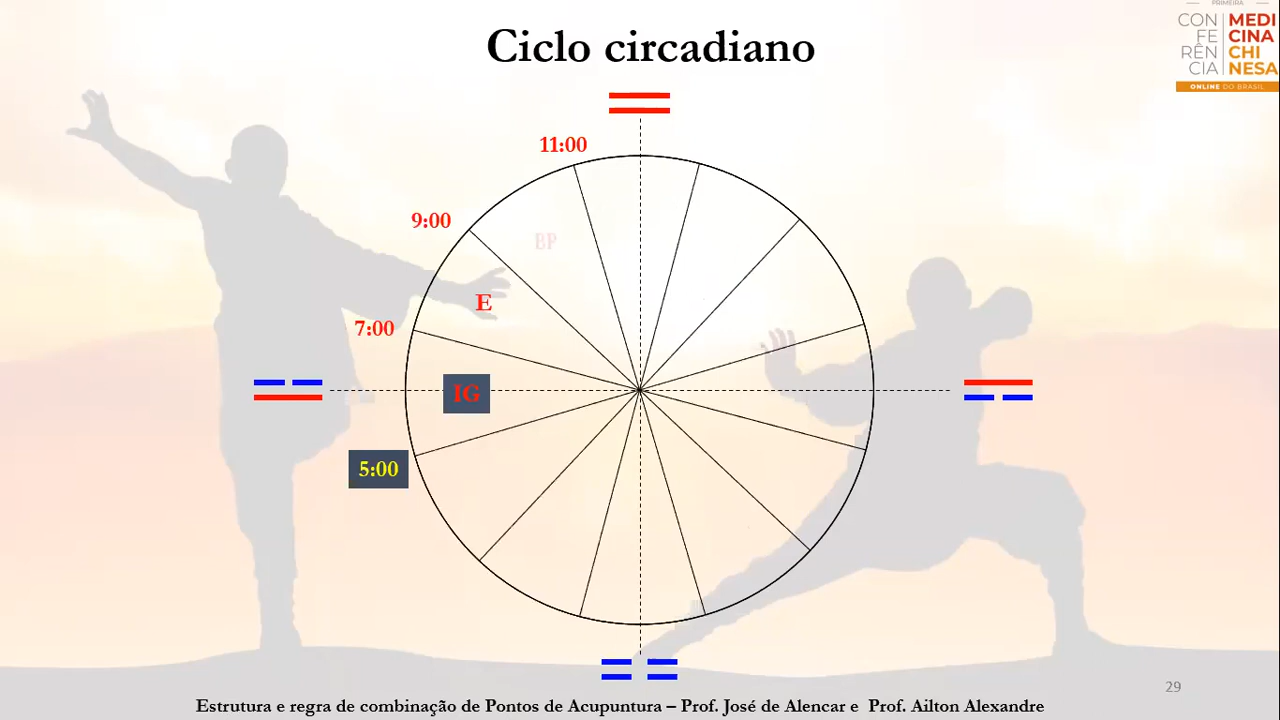 Ciclo circadiano
PRIMEIRA
CON
FE
RÊN
CIA
MEDI
CINA
CHI
NESA
ONLINE DO BRASIL
11:00
9:00
BP
E
7:00
IG
5:00
29
Estrutura e regra de combinação de Pontos de Acupuntura – Prof. José de Alencar e Prof. Ailton Alexandre